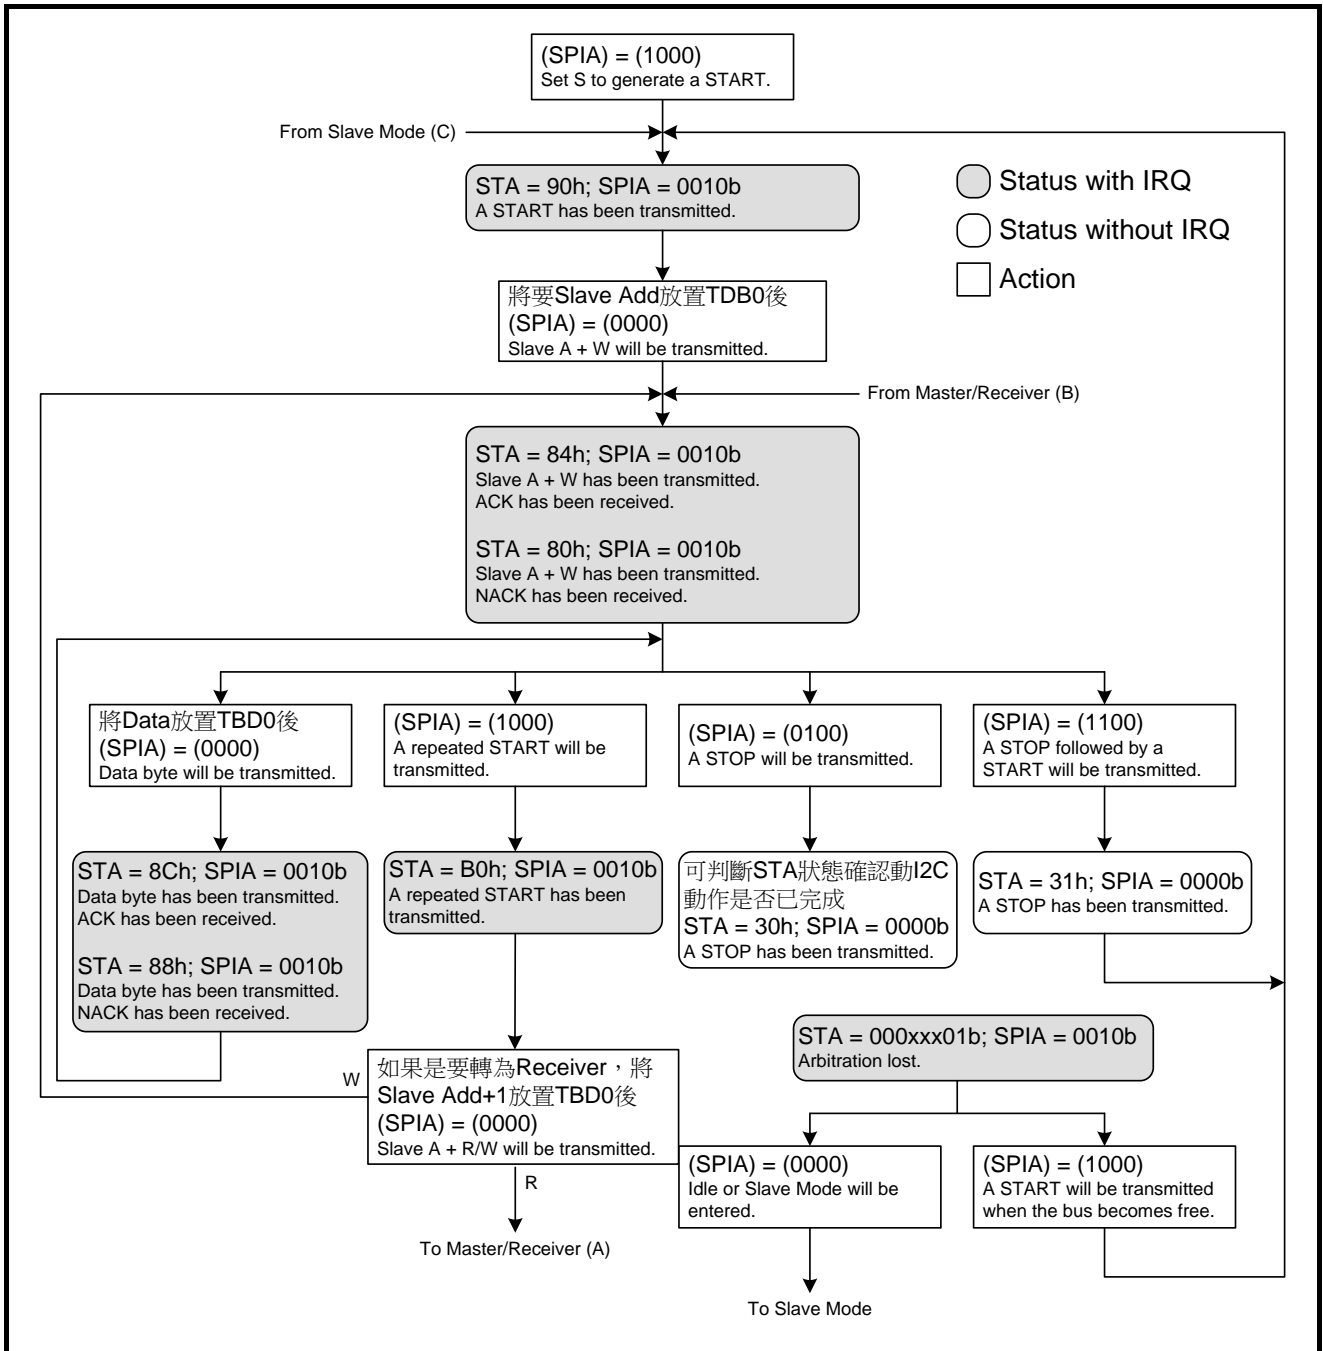 (SPIA) = (1000)
Set S to generate a START.
From Slave Mode (C)
STA = 90h; SPIA = 0010b
A START has been transmitted.
Status with IRQ
Status without IRQ
Action
將要Slave Add放置TDB0後
(SPIA) = (0000)
Slave A + W will be transmitted.
From Master/Receiver (B)
STA = 84h; SPIA = 0010b
Slave A + W has been transmitted.
ACK has been received.
STA = 80h; SPIA = 0010b
Slave A + W has been transmitted.
NACK has been received.
將Data放置TBD0後
(SPIA) = (0000)
Data byte will be transmitted.
(SPIA) = (1000)
A repeated START will be
transmitted.
(SPIA) = (0100)
A STOP will be transmitted.
(SPIA) = (1100)
A STOP followed by a
START will be transmitted.
STA = 8Ch; SPIA = 0010b
Data byte has been transmitted.
ACK has been received.
STA = 88h; SPIA = 0010b
Data byte has been transmitted.
NACK has been received.
STA = B0h; SPIA = 0010b
A repeated START has been
transmitted.
可判斷STA狀態確認動I2C
動作是否已完成
STA = 30h; SPIA = 0000b
A STOP has been transmitted.
STA = 31h; SPIA = 0000b
A STOP has been transmitted.
STA = 000xxx01b; SPIA = 0010b
Arbitration lost.
W
如果是要轉為Receiver，將
Slave Add+1放置TBD0後
(SPIA) = (0000)
Slave A + R/W will be transmitted.
R
To Master/Receiver (A)
(SPIA) = (0000)
Idle or Slave Mode will be
entered.
(SPIA) = (1000)
A START will be transmitted
when the bus becomes free.
To Slave Mode